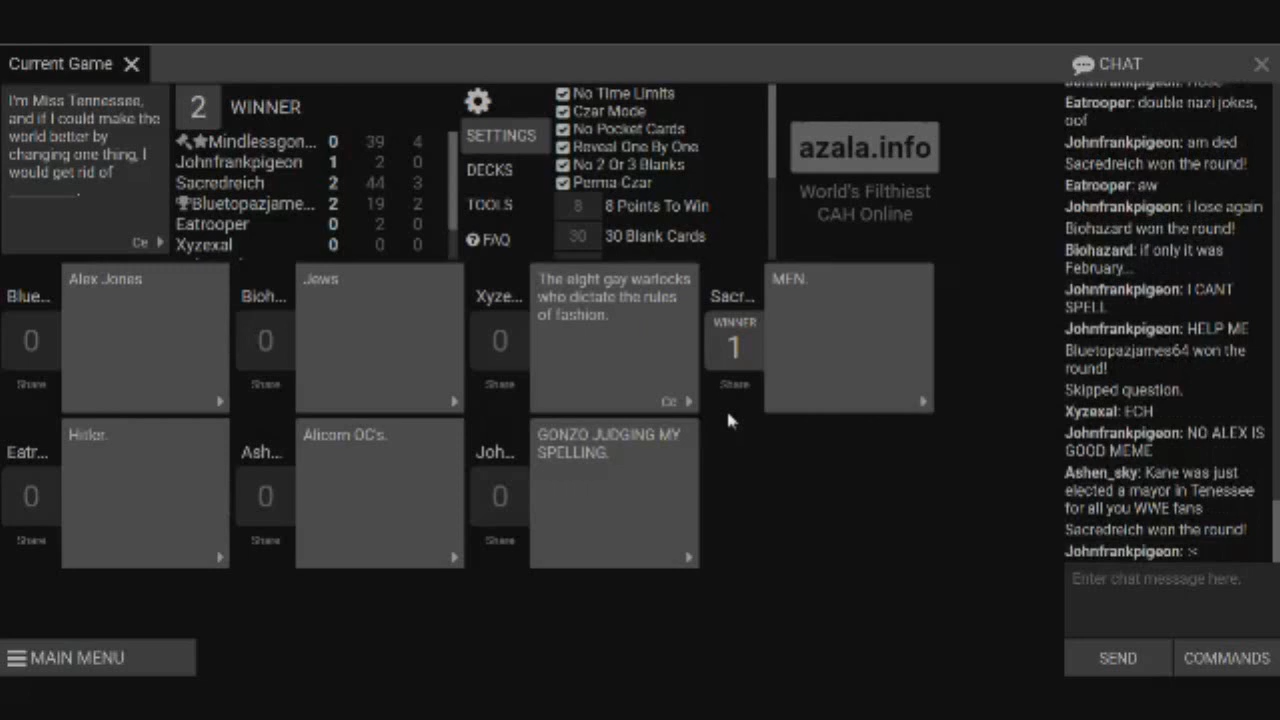 Current Game
CHAT
I'm Miss Tennessee,
and if I could make the
world better by
changing one thing, I
would get rid of
________.
Ce
2 WINNER
Mindlessgon... 0 39 4
Johnfrankpigeon 1 2 0
Sacredreich 2 44 3
Bluetopazjame... 2 19 2
Eatrooper 0 2 0
Xyzexal 0 0 0
SETTINGS
DECKS
TOOLS
FAQ
No Time Limits
Czar Mode
No Pocket Cards
Reveal One By One
No 2 Or 3 Blanks
Perma-Czar
8 8 Points To Win
30 30 Blank Cards
azala.info
World's Filthiest
CAH Online
Blue...
0
Share
Alex Jones
Bioh...
0
Share
Jews
Xyze...
0
Share
The eight gay warlocks
who dictate the rules
of fashion.
Ce
Sacr...
WINNER
1
Share
MEN.
Eatr...
0
Share
Hitler.
Ash...
0
Share
Alicorn OC's.
Joh...
0
Share
GONZO JUDGING MY
SPELLING.
MAIN MENU
Eatrooper: double nazi jokes,
oof
Johnfrankpigeon: am ded
Sacredreich won the round!
Eatrooper: aw
Johnfrankpigeon: i lose again
Biohazard won the round!
Biohazard: if only it was
February...
Johnfrankpigeon: I CANT
SPELL
Johnfrankpigeon: HELP ME
Bluetopazjames64 won the
round!
Skipped question.
Xyzexal: ECH
Johnfrankpigeon: NO ALEX IS
GOOD MEME
Ashen_sky: Kane was just
elected a mayor in Tenessee
for all you WWE fans
Sacredreich won the round!
Johnfrankpigeon: :<
Enter chat message here.
SEND
COMMANDS